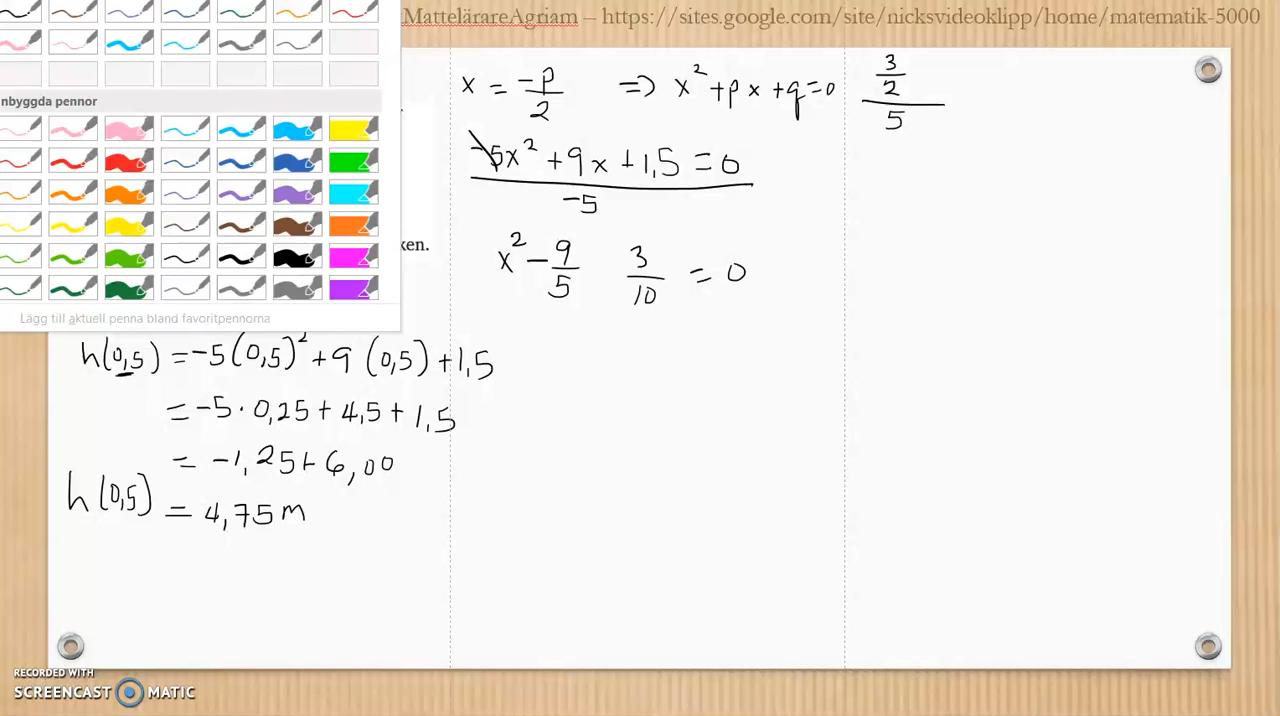 MattelärareAgriam – https://sites.google.com/site/nicksvideoklipp/home/matematik-5000
nbyggda pennor
ken.
Lägg till aktuell penna bland favoritpennorna
h(0,5) = -5(0,5)² + 9 (0,5) + 1,5
= -5 · 0,25 + 4,5 + 1,5
= -1,25 + 6,00
h(0,5) = 4,75 m
x = -p/2 => x² + px + q = 0
-5x² + 9x + 1,5 = 0
-5
x² - 9/5 3/10 = 0
3
2
5
RECORDED WITH
SCREENCAST MATIC